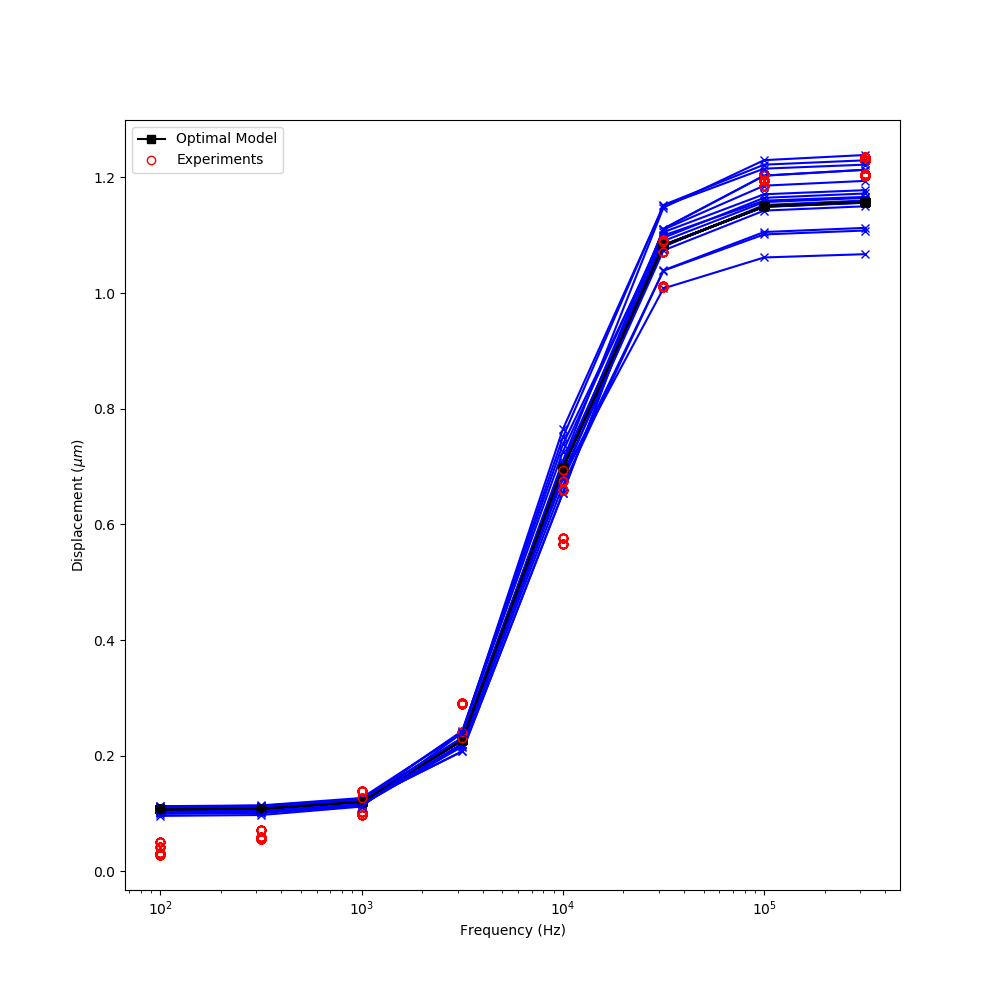 Optimal Model
Experiments
1.2
1.0
0.8
0.6
0.4
0.2
0.0
Displacement (μm)
10²
10³
10⁴
10⁵
Frequency (Hz)